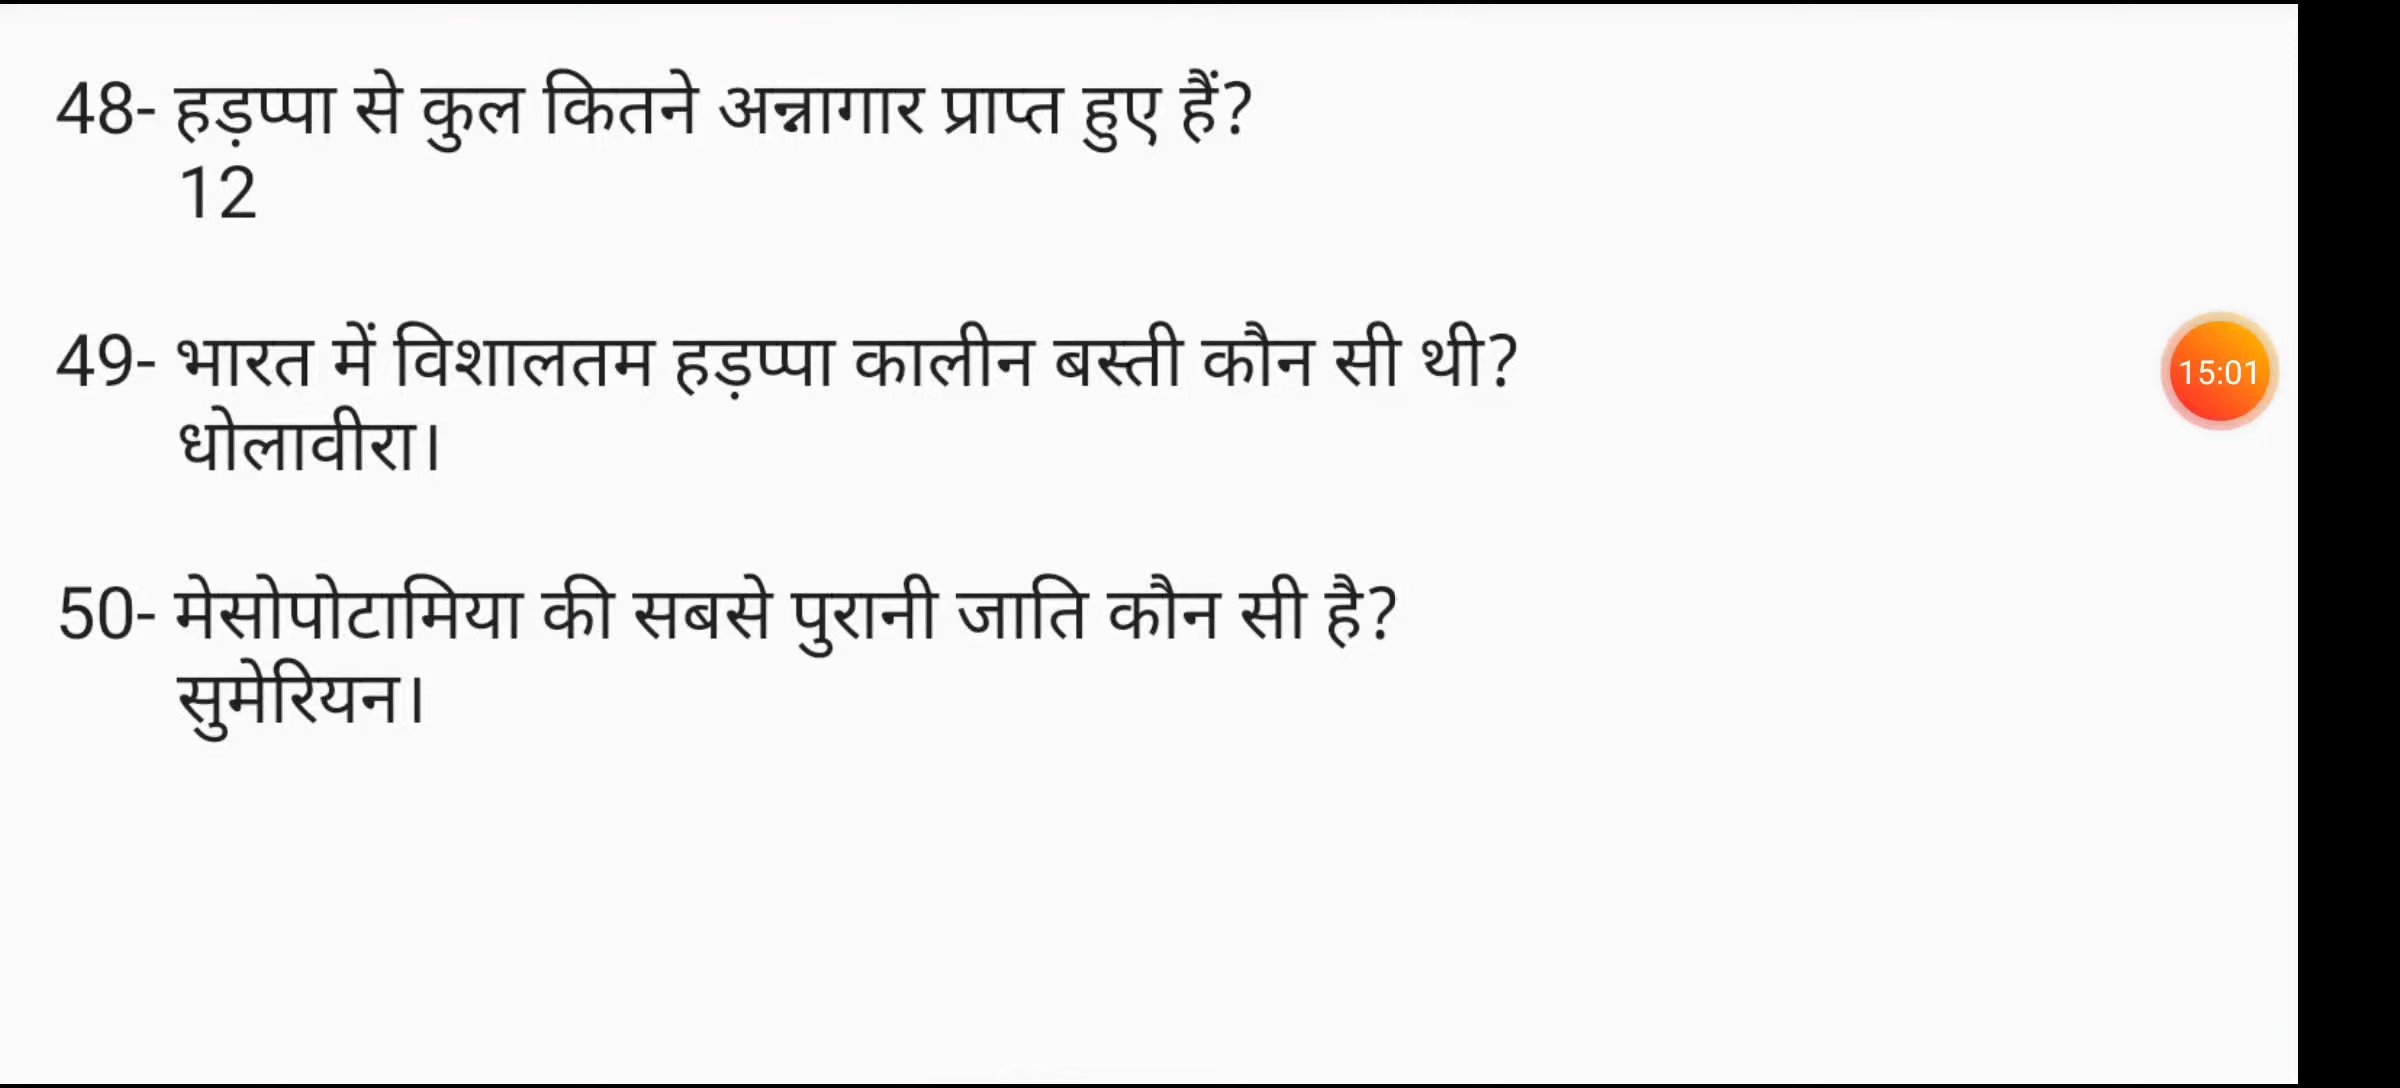 48- हड़प्पा से कुल कितने अन्नागार प्राप्त हुए हैं?
12
49- भारत में विशालतम हड़प्पा कालीन बस्ती कौन सी थी?
15:01
धोलावीरा।
50- मेसोपोटामिया की सबसे पुरानी जाति कौन सी है?
सुमेरियन।